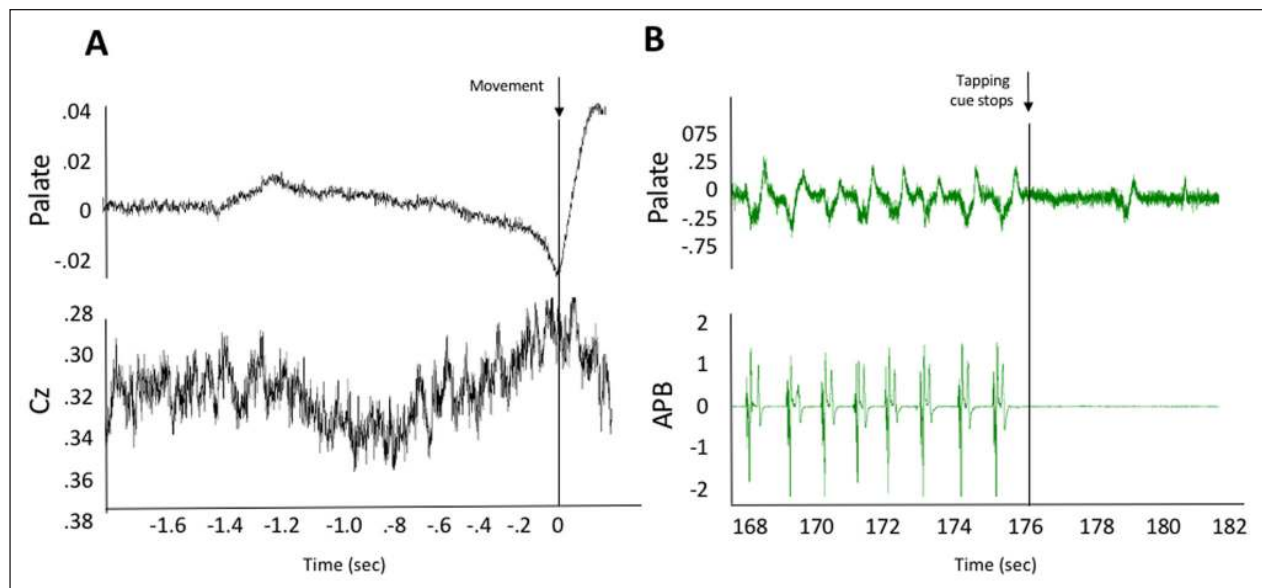 A
Movement
Palate
.04
.02
0
-.02
Cz
.28
.30
.32
.34
.36
.38
-1.6 -1.4 -1.2 -1.0 -.8 -.6 -.4 -.2 0
Time (sec)
B
Tapping
cue stops
Palate
075
.25
0
-.25
-.75
APB
2
1
0
-1
-2
168 170 172 174 176 178 180 182
Time (sec)